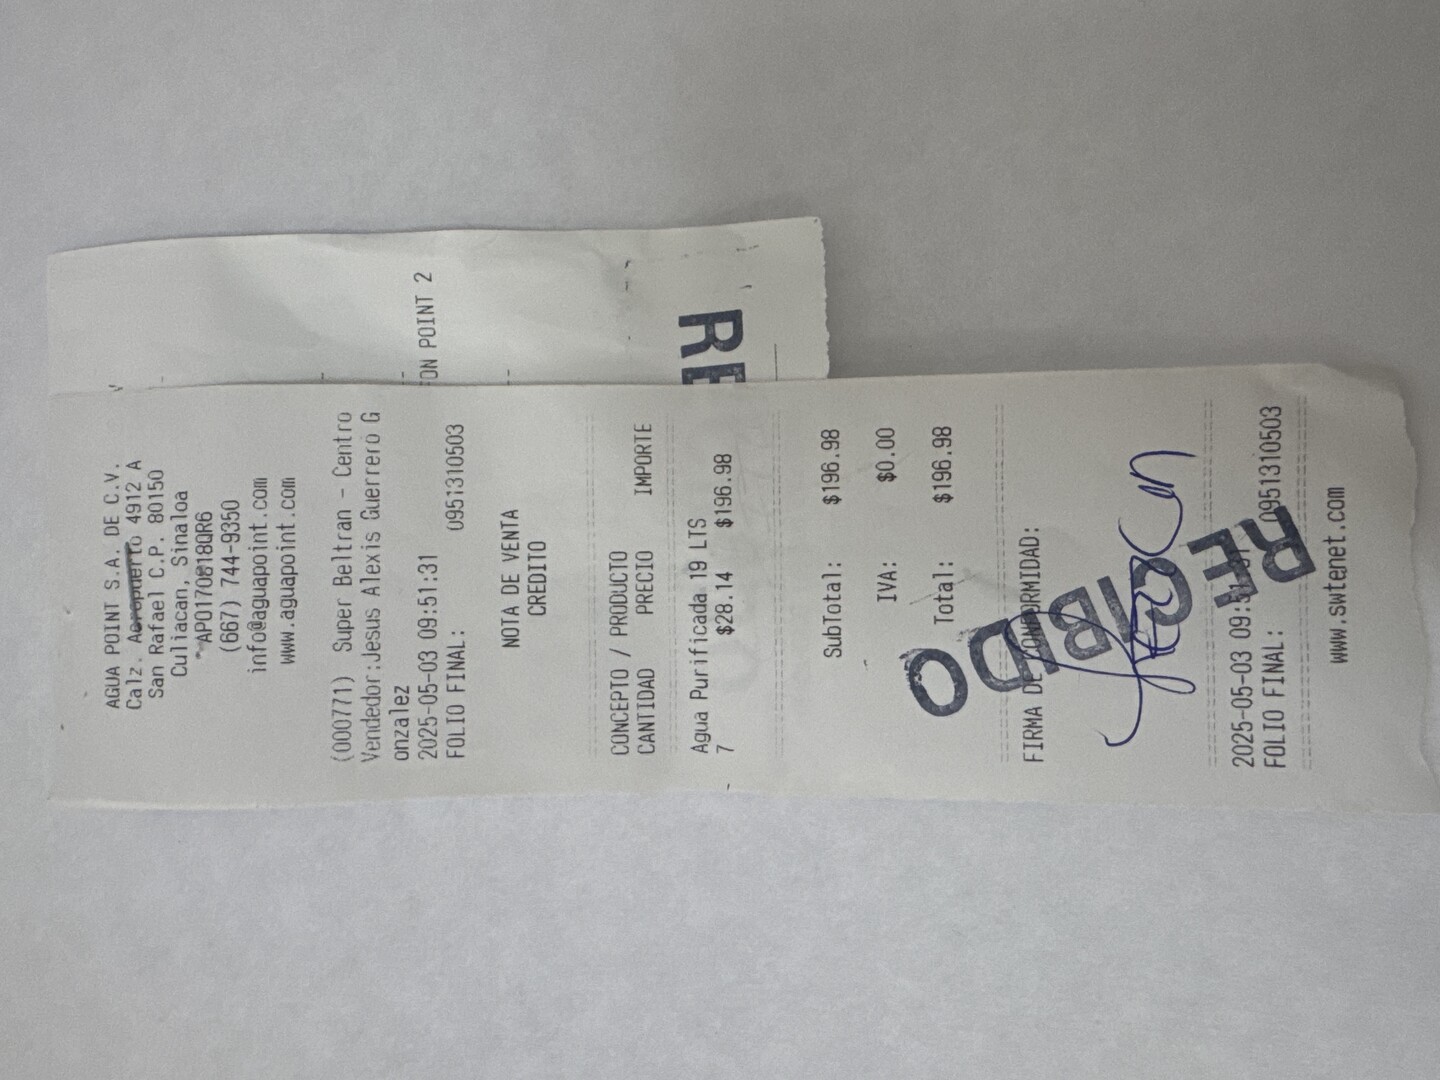 AGUA POINT S.A. DE C.V.
Calz. Aeropuerto 4912 A
San Rafael C.P. 80150
Culiacan, Sinaloa
APO170818QR6
(667) 744-9350
info@aguapoint.com
www.aguapoint.com
(000771) Super Beltran - Centro
Vendedor:Jesus Alexis Guerrero G
onzalez
2025-05-03 09:51:31
FOLIO FINAL: 0951310503
NOTA DE VENTA
CREDITO
CONCEPTO / PRODUCTO
CANTIDAD PRECIO IMPORTE
Agua Purificada 19 LTS
7 $28.14 $196.98
SubTotal: $196.98
IVA: $0.00
Total: $196.98
FIRMA DE CONFORMIDAD:
RECIBIDO
2025-05-03
FOLIO FINAL: 0951310503
www.swtenet.com
ON POINT 2
RE